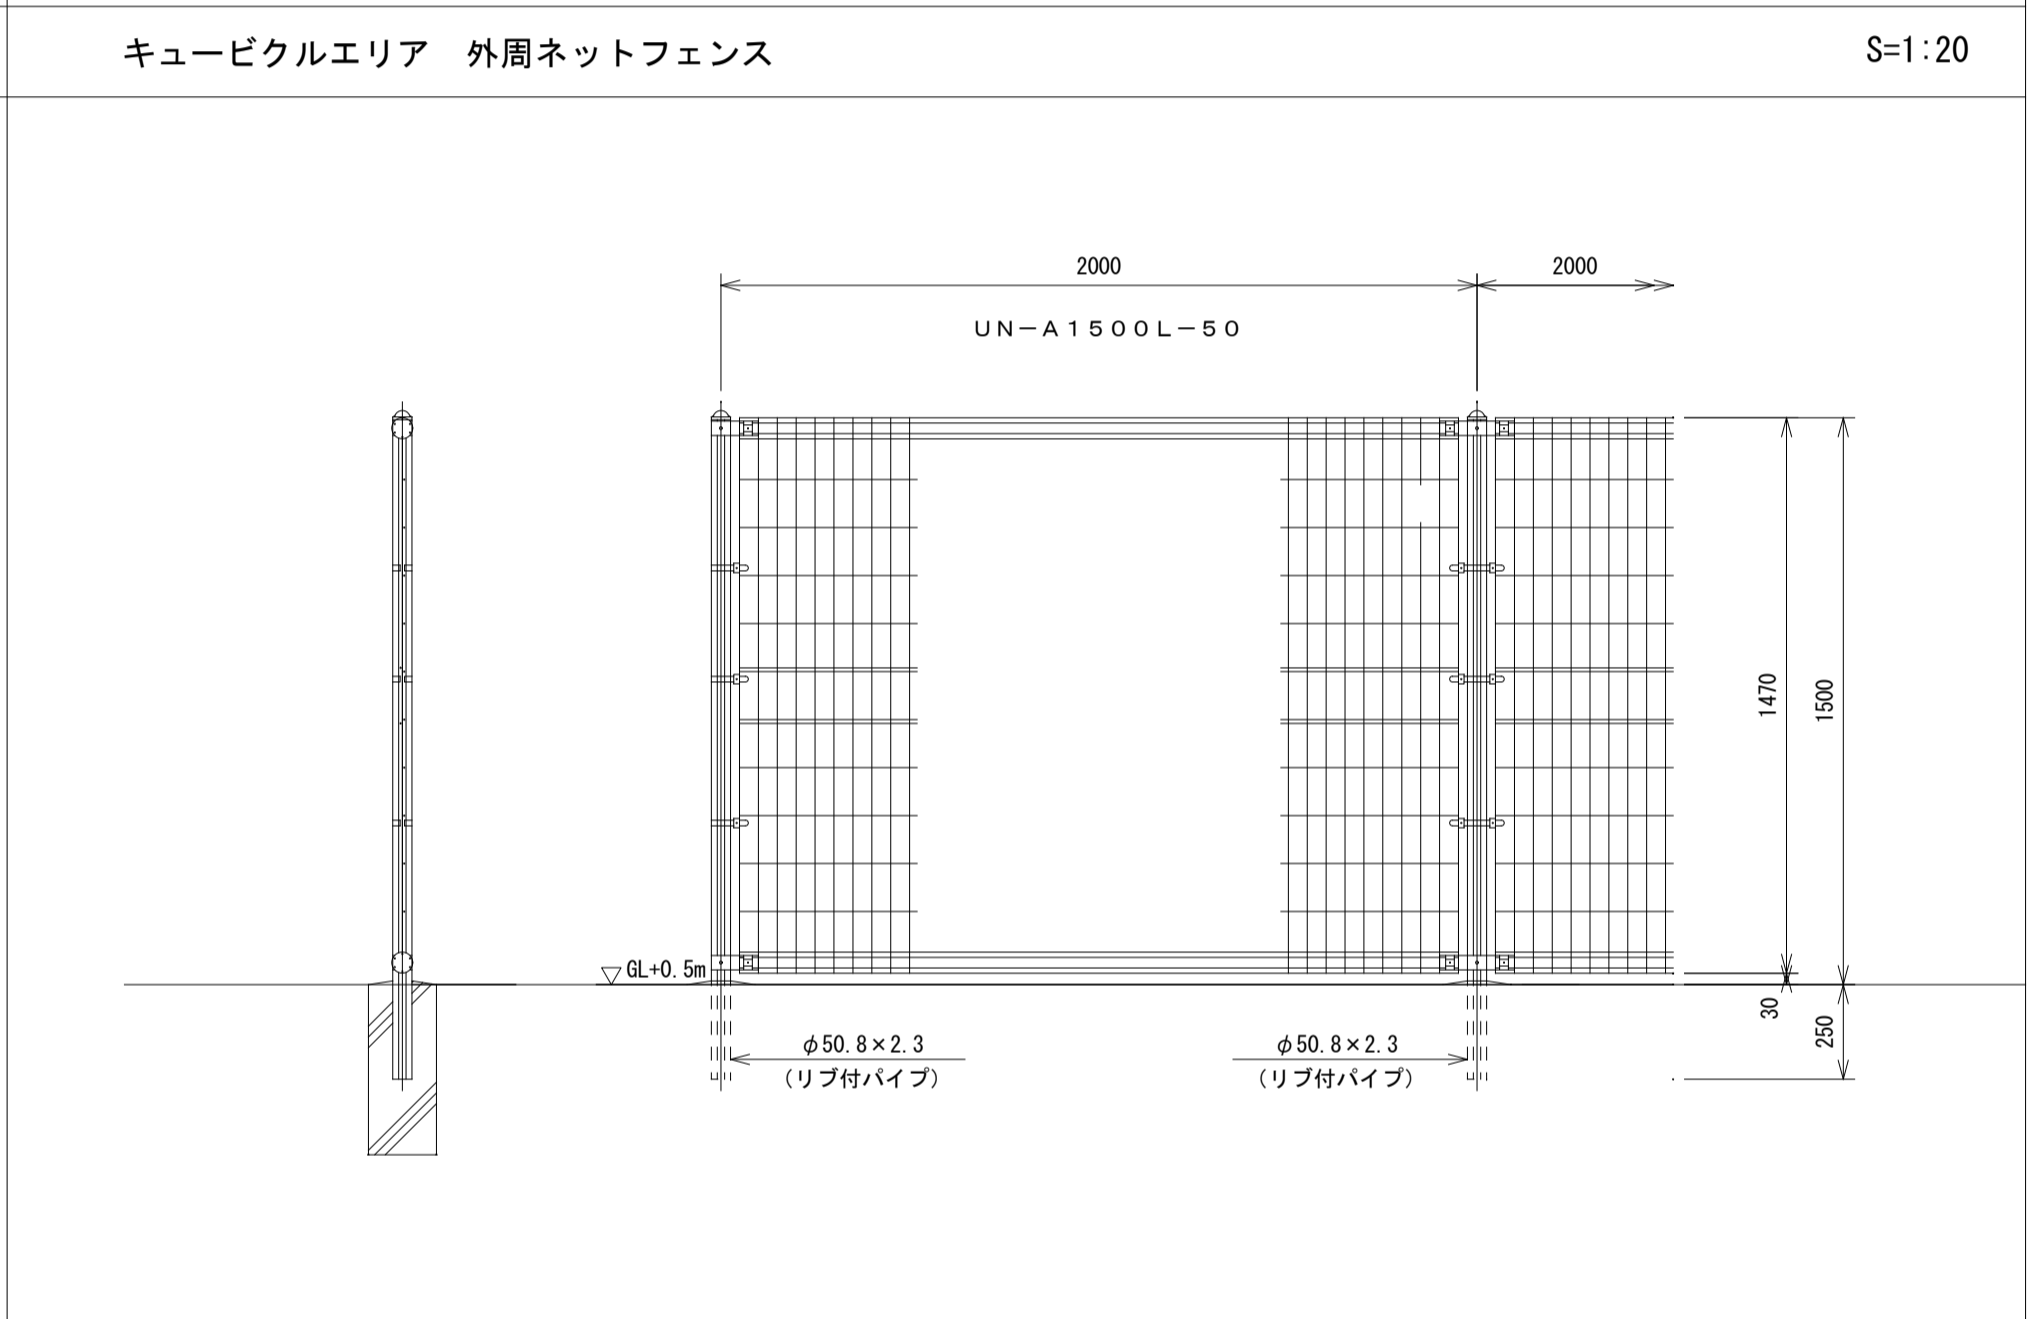 キュービクルエリア　外周ネットフェンス
S=1:20
2000
2000
ＵＮ－Ａ１５００Ｌ－５０
1470
1500
GL+0.5m
30
250
φ50.8×2.3
(リブ付パイプ)
φ50.8×2.3
(リブ付パイプ)